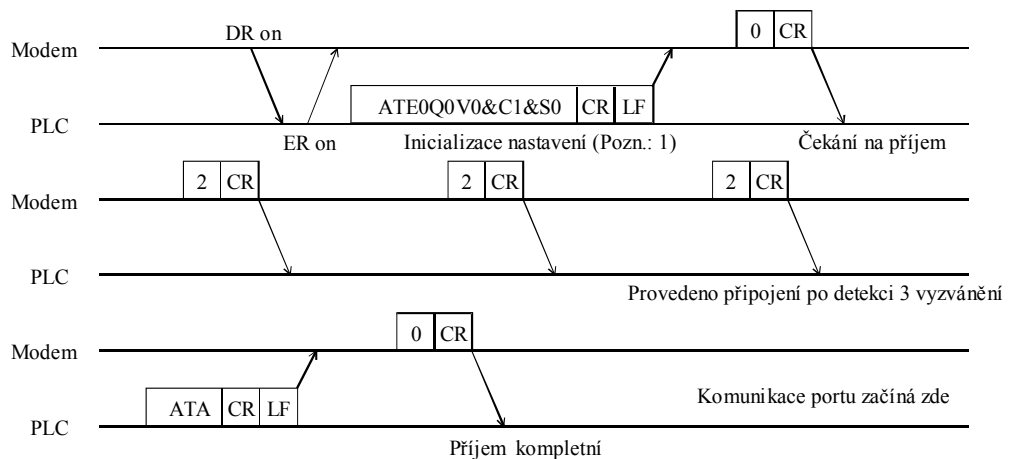 0 CR
DR on
Modem
ATE0Q0V0&C1&S0 CR LF
PLC
ER on
Inicializace nastavení (Pozn.: 1)
Čekání na příjem
2 CR 2 CR 2 CR
Modem
PLC
Provedeno připojení po detekci 3 vyzvánění
0 CR
Modem
ATA CR LF
Komunikace portu začíná zde
PLC
Příjem kompletní